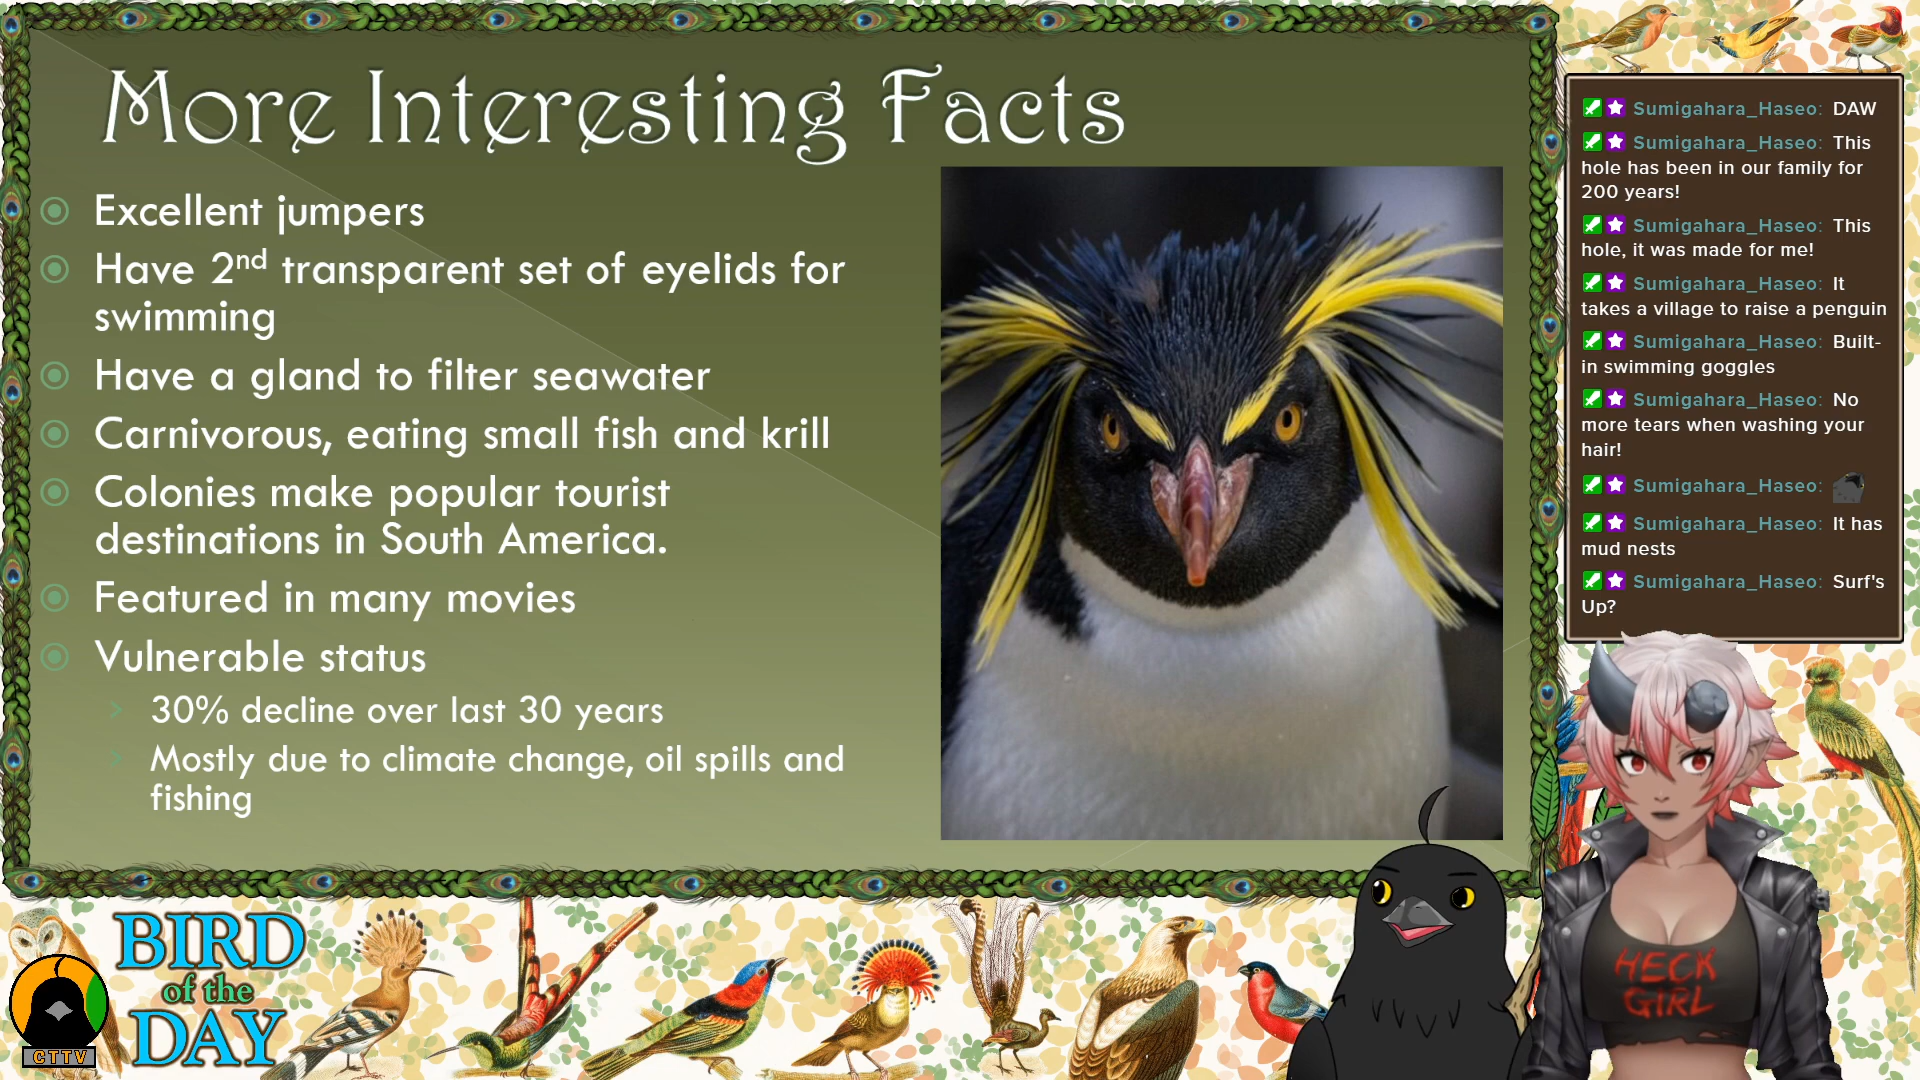 More Interesting Facts
Excellent jumpers
Have 2nd transparent set of eyelids for
swimming
Have a gland to filter seawater
Carnivorous, eating small fish and krill
Colonies make popular tourist
destinations in South America.
Featured in many movies
Vulnerable status
30% decline over last 30 years
Mostly due to climate change, oil spills and
fishing
Sumigahara_Haseo: DAW
Sumigahara_Haseo: This
hole has been in our family for
200 years!
Sumigahara_Haseo: This
hole, it was made for me!
Sumigahara_Haseo: It
takes a village to raise a penguin
Sumigahara_Haseo: Built-
in swimming goggles
Sumigahara_Haseo: No
more tears when washing your
hair!
Sumigahara_Haseo:
Sumigahara_Haseo: It has
mud nests
Sumigahara_Haseo: Surf's
Up?
HECK
GIRL
BIRD
of the
DAY
CTTV